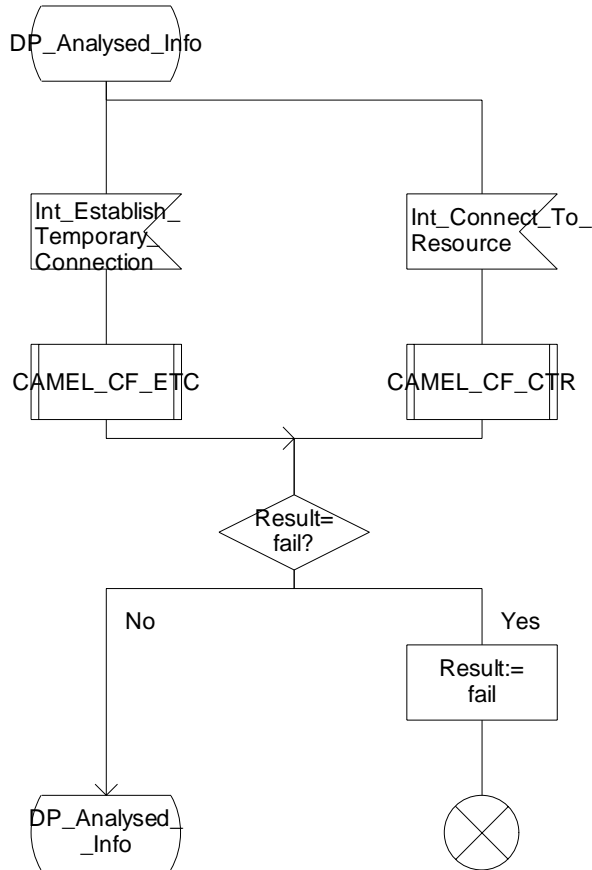 DP_Analysed_Info
Int_Establish_
Temporary_
Connection
Int_Connect_To_
Resource
CAMEL_CF_ETC
CAMEL_CF_CTR
Result=
fail?
No
Yes
Result:=
fail
DP_Analysed_
_Info